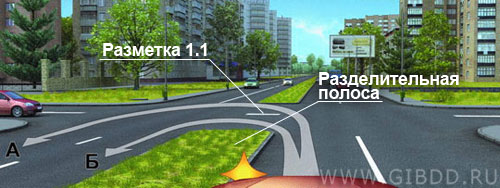 Разметка 1.1
Разделительная
полоса
А
Б
WWW.GIBDD.RU